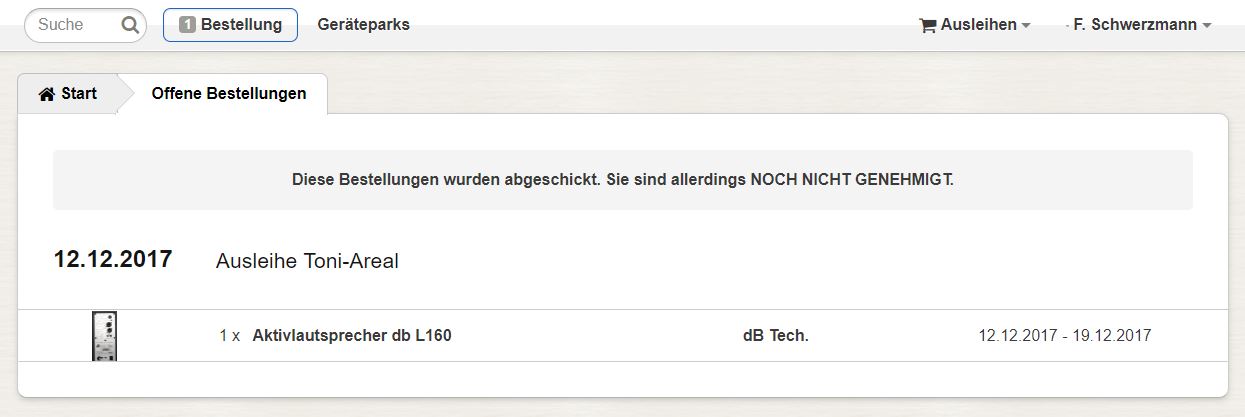 Suche 1 Bestellung Geräteparks Ausleihen - F. Schwerzmann
Start Offene Bestellungen
Diese Bestellungen wurden abgeschickt. Sie sind allerdings NOCH NICHT GENEHMIGT.
12.12.2017 Ausleihe Toni-Areal
1 x Aktivlautsprecher db L160 dB Tech. 12.12.2017 - 19.12.2017